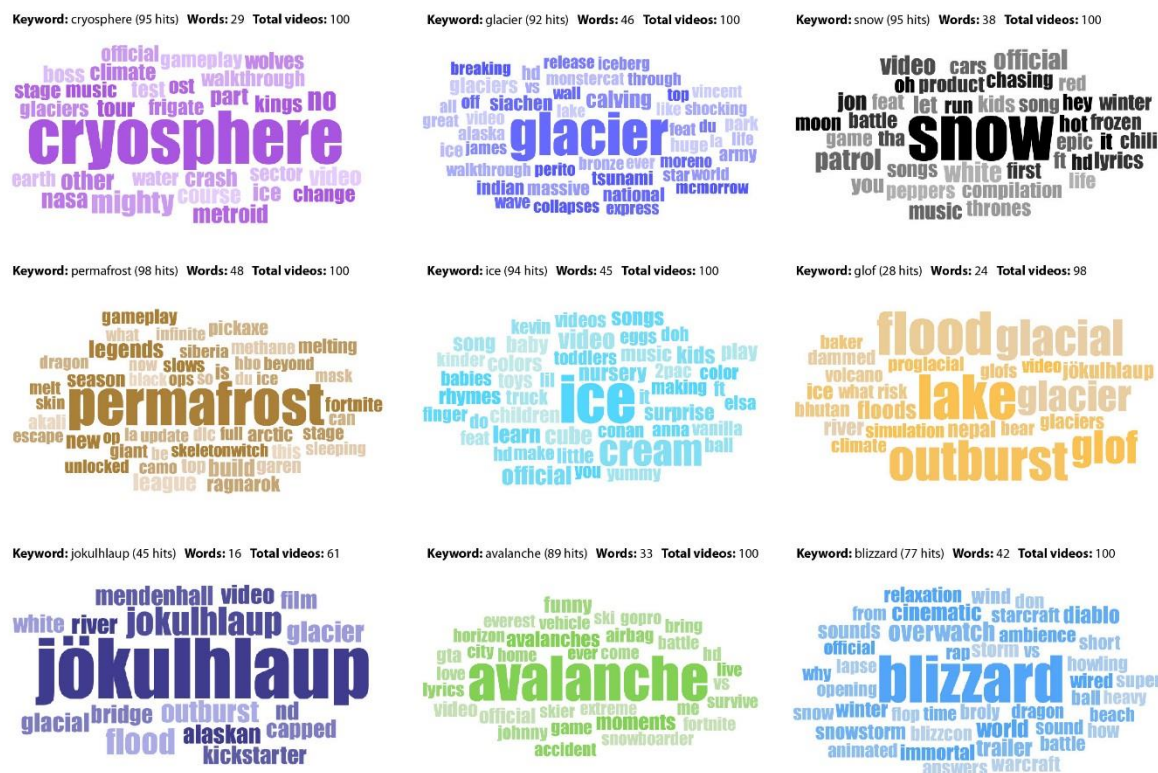 Keyword: cryosphere (95 hits) Words: 29 Total videos: 100
official gameplay wolves
boss climate walkthrough
stage music test ost part kings no
glaciers tour frigate
cryosphere
earth other water crash sector video
nasa mighty course ice change
metroid
Keyword: glacier (92 hits) Words: 46 Total videos: 100
breaking hd release iceberg
glaciers vs monstercat through
all off siachen wall calving top vincent
great video lake like shocking
alaska glacier feat du park
ice james huge la life
walkthrough perito bronze ever moreno army
indian massive tsunami star world
wave collapses national mcmorrow
express
Keyword: snow (95 hits) Words: 38 Total videos: 100
video cars official
oh product chasing red
jon feat let run kids song hey winter
moon battle snow hot frozen
game tha epic it chili
patrol songs white first ft hd lyrics
you peppers compilation life
music thrones
Keyword: permafrost (98 hits) Words: 48 Total videos: 100
gameplay
what infinite pickaxe
legends siberia methane melting
dragon now slows is hbo beyond
melt season black ops so du ice mask
skin permafrost fortnite
akali can
escape new op la update dlc full arctic stage
giant be skeletonwitch this sleeping
unlocked camo top build garen
league ragnarok
Keyword: ice (94 hits) Words: 45 Total videos: 100
kevin videos songs
song baby video eggs doh
kinder colors toddlers music kids play
babies toys lil nursery 2pac color
rhymes truck ice it making ft
finger do children surprise elsa
feat learn cube conan anna vanilla
hd make little cream ball
official you yummy
Keyword: glof (28 hits) Words: 24 Total videos: 98
baker flood glacial
dammed proglacial glofs video jökulhlaup
volcano
ice what risk lake glacier
bhutan floods
river simulation nepal bear glaciers
climate outburst glof
Keyword: jokulhlaup (45 hits) Words: 16 Total videos: 61
mendenhall video film
white river jokulhlaup glacier
jökulhlaup
glacial bridge outburst nd
flood alaskan capped
kickstarter
Keyword: avalanche (89 hits) Words: 33 Total videos: 100
funny
everest vehicle ski gopro bring
horizon avalanches airbag battle
gta city home ever come hd
love avalanche live
lyrics vs
video official skier extreme me survive
johnny game moments fortnite
snowboarder
accident
Keyword: blizzard (77 hits) Words: 42 Total videos: 100
relaxation wind don
from cinematic starcraft diablo
sounds overwatch ambience short
official rap storm vs
why lapse blizzard howling
opening wired super
ball heavy
snow winter flop time broly dragon beach
snowstorm blizzcon world sound how
animated immortal trailer battle
answers warcraft